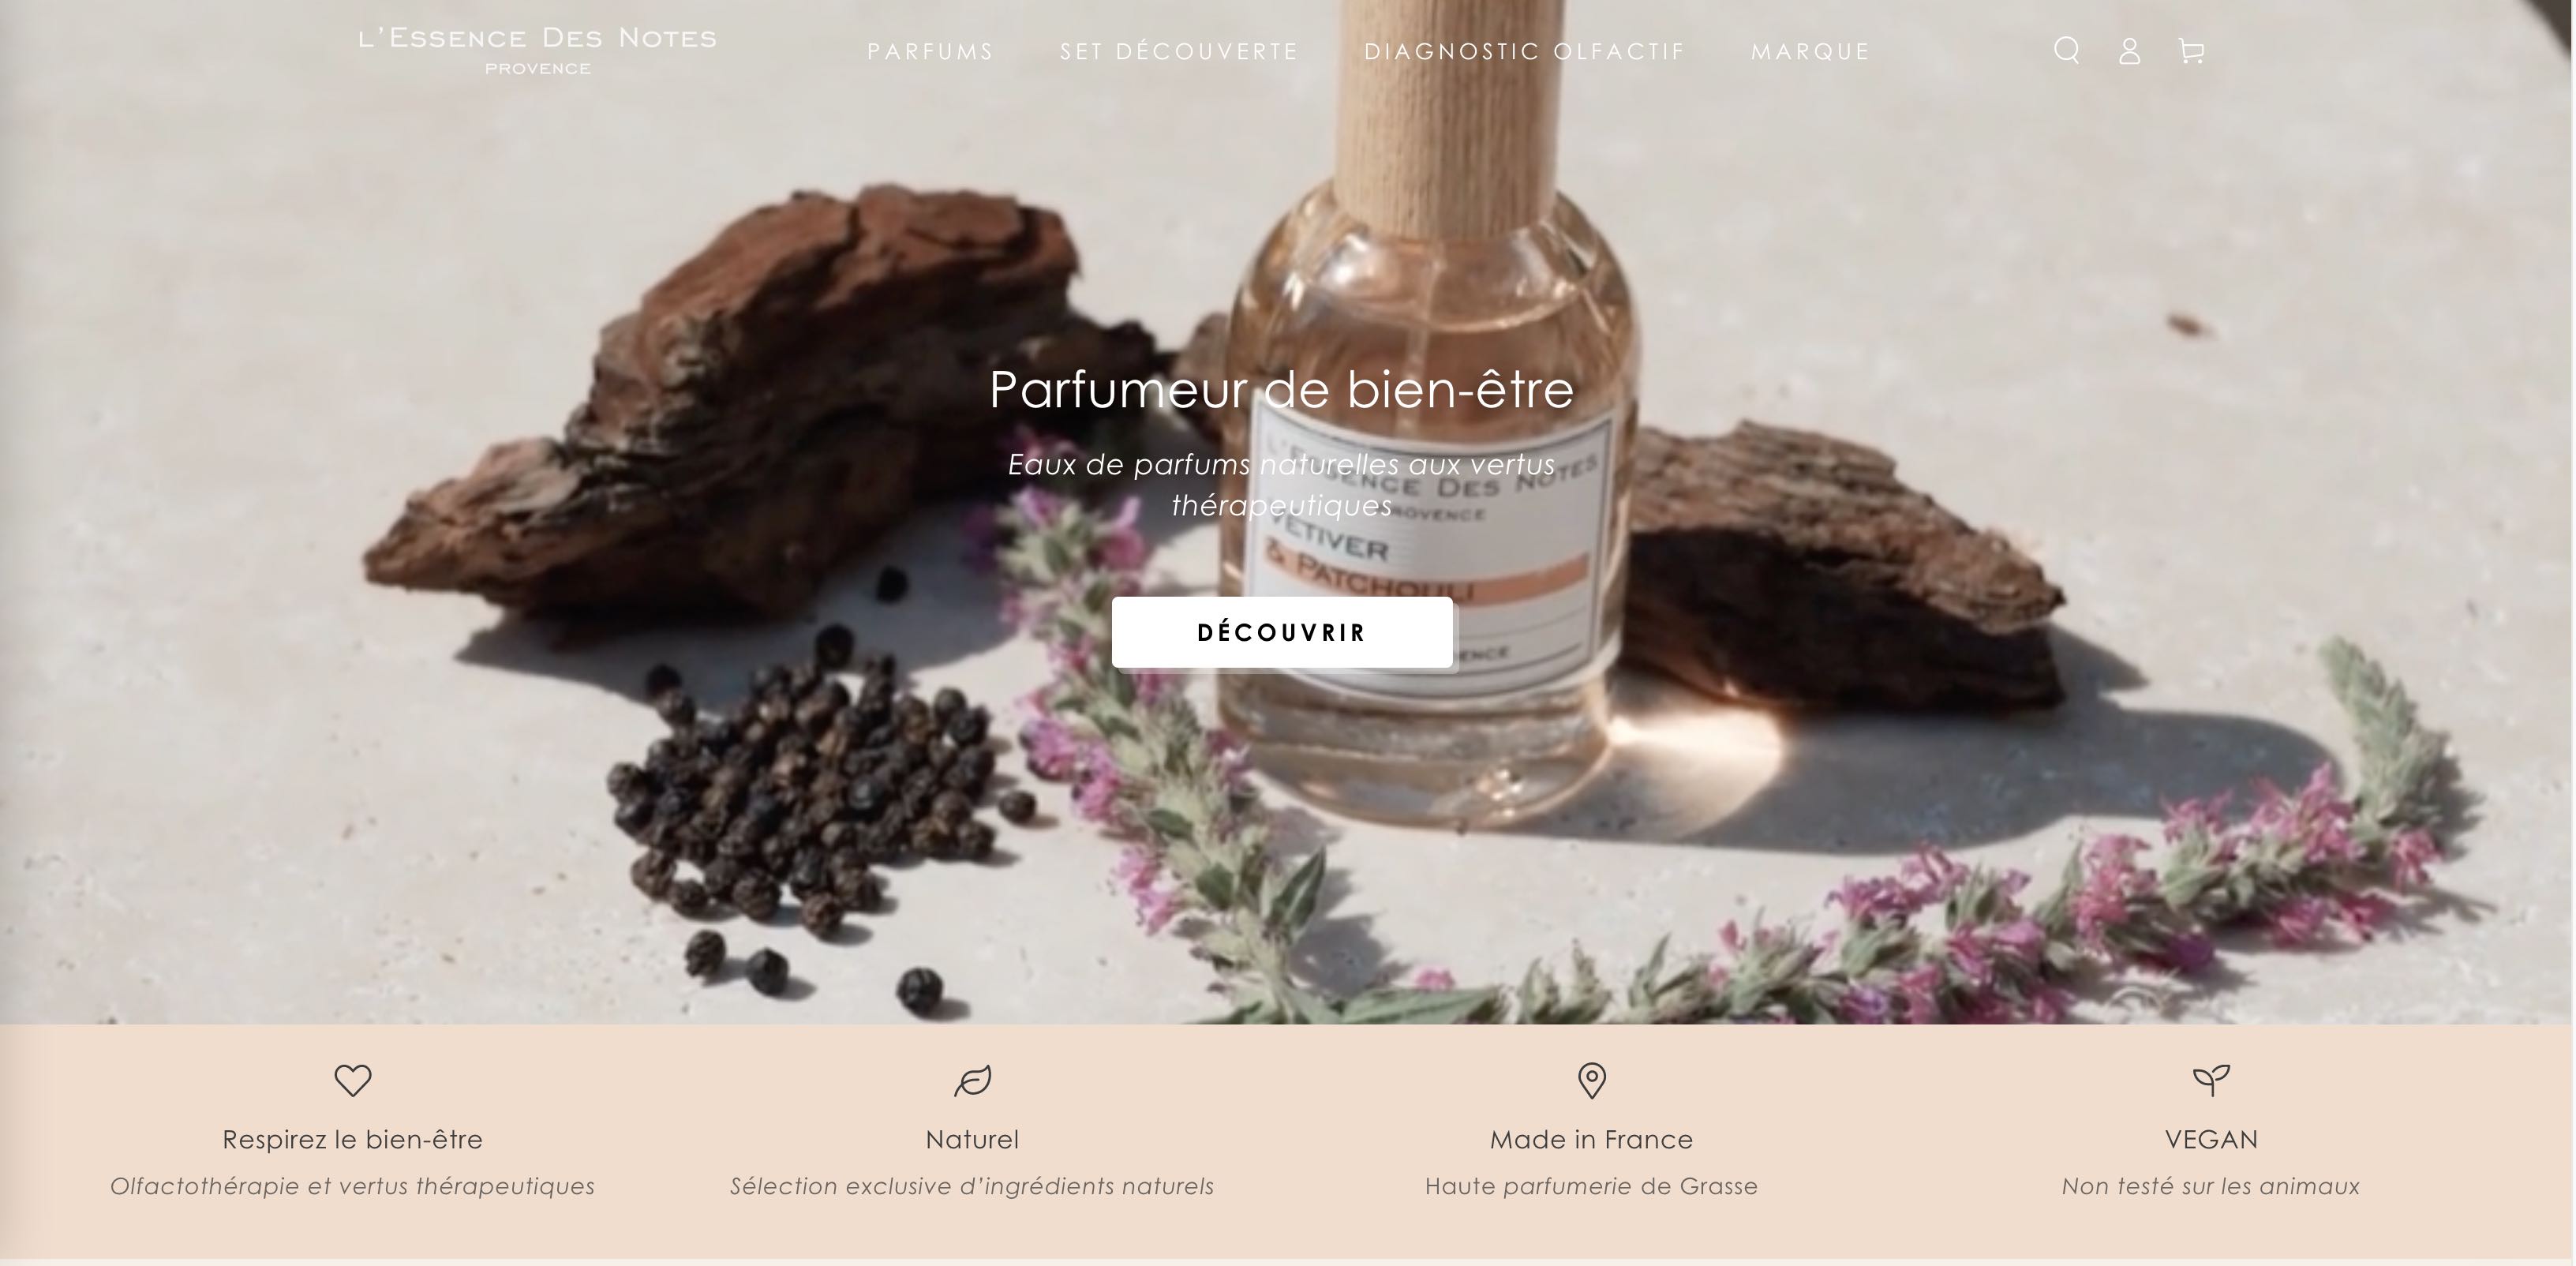 L'ESSENCE DES NOTES
PROVENCE
PARFUMS
SET DÉCOUVERTE
DIAGNOSTIC OLFACTIF
MARQUE
Parfumeur de bien-être
Eaux de parfums naturelles aux vertus
thérapeutiques
L'ESSENCE DES NOTES
PROVENCE
VETIVER
& PATCHOULI
DÉCOUVRIR
Respirez le bien-être
Olfactothérapie et vertus thérapeutiques
Naturel
Sélection exclusive d’ingrédients naturels
Made in France
Haute parfumerie de Grasse
VEGAN
Non testé sur les animaux